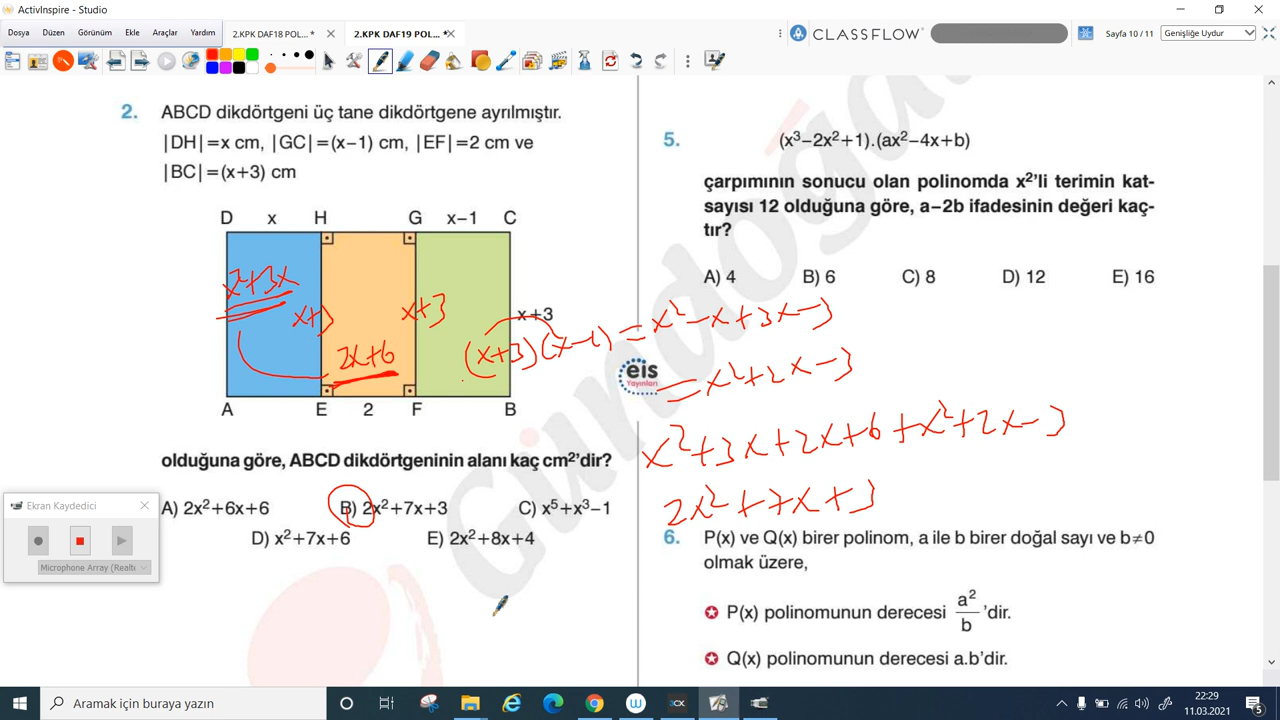 ActivInspire - Studio
Dosya Düzen Görünüm Ekle Araçlar Yardım
2.KPK DAF18 POL...*
2.KPK DAF19 POL...*
CLASSFLOW
Sayfa 10 / 11
Genişliğe Uydur
2. ABCD dikdörtgeni üç tane dikdörtgene ayrılmıştır.
|DH|=x cm, |GC|=(x−1) cm, |EF|=2 cm ve
|BC|=(x+3) cm
D x H G x−1 C
x²+3x
x+3
x+3
x+3
2x+6
(x+3)(x−1) = x²−x+3x−3
= x²+2x−3
A E 2 F B
x²+3x+2x+6+x²+2x−3
2x²+7x+3
olduğuna göre, ABCD dikdörtgeninin alanı kaç cm²'dir?
A) 2x²+6x+6 B) 2x²+7x+3 C) x⁵+x³−1
D) x²+7x+6 E) 2x²+8x+4
5. (x³−2x²+1).(ax²−4x+b)
çarpımının sonucu olan polinomda x²'li terimin kat-
sayısı 12 olduğuna göre, a−2b ifadesinin değeri kaç-
tır?
A) 4 B) 6 C) 8 D) 12 E) 16
eis
Yayınları
Gündoğdu
6. P(x) ve Q(x) birer polinom, a ile b birer doğal sayı ve b≠0
olmak üzere,
P(x) polinomunun derecesi a²/b 'dir.
Q(x) polinomunun derecesi a.b'dir.
Ekran Kaydedici
Microphone Array (Realt
Aramak için buraya yazın
3CX
22:29
11.03.2021
5